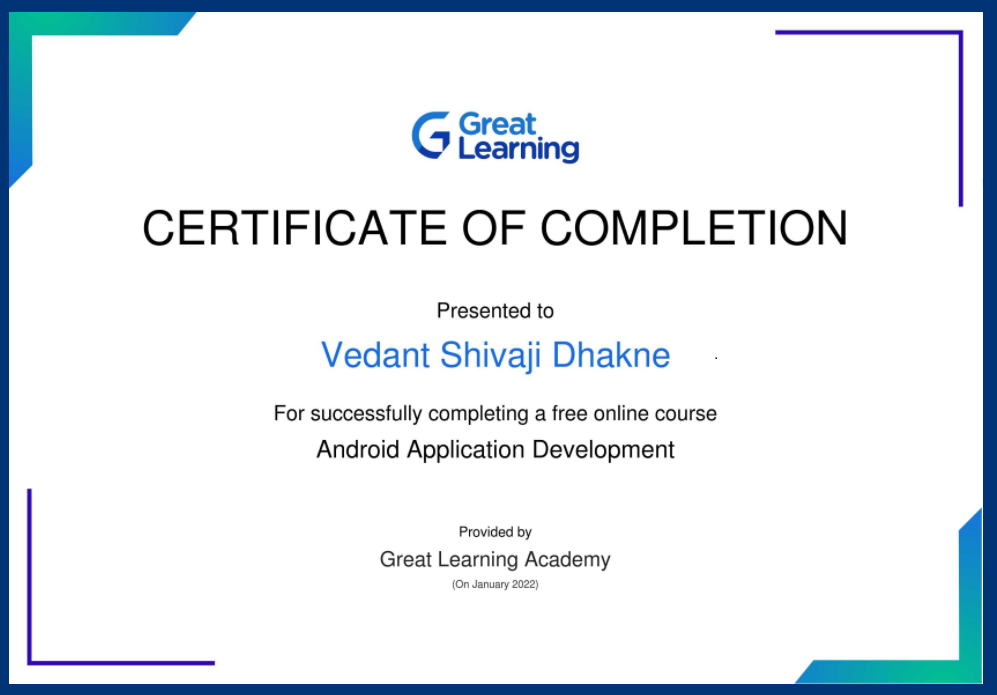 Great
Learning
CERTIFICATE OF COMPLETION
Presented to
Vedant Shivaji Dhakne
For successfully completing a free online course
Android Application Development
Provided by
Great Learning Academy
(On January 2022)